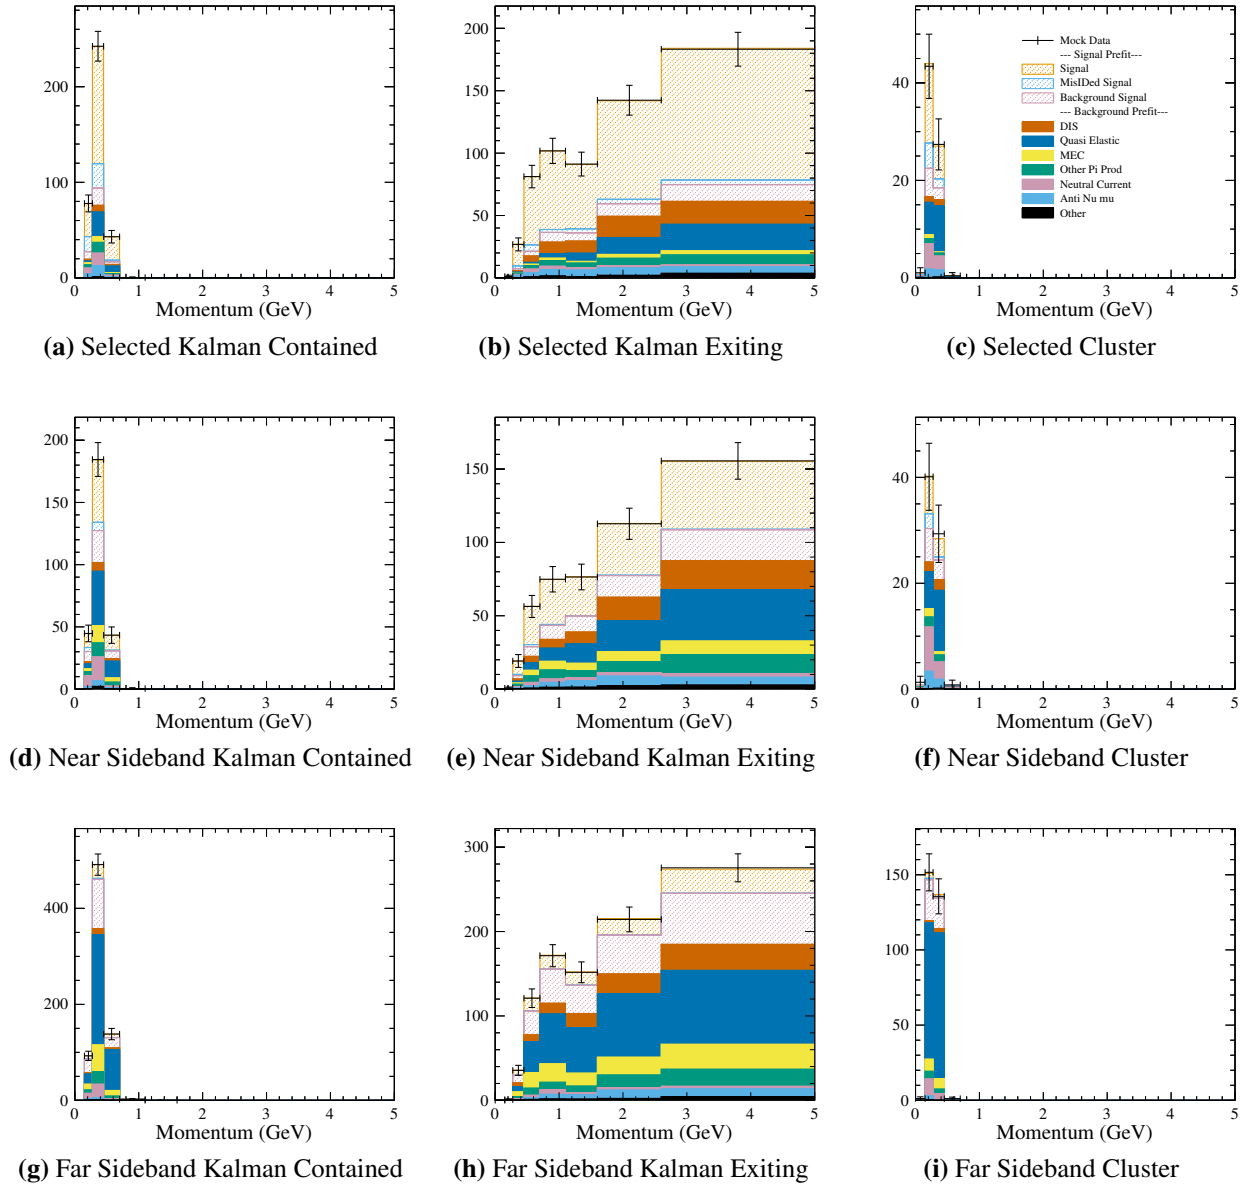 200
100
0
0 1 2 3 4 5
Momentum (GeV)
(a) Selected Kalman Contained
200
150
100
50
0
0 1 2 3 4 5
Momentum (GeV)
(b) Selected Kalman Exiting
40
20
0
0 1 2 3 4 5
Momentum (GeV)
Mock Data
--- Signal Prefit---
Signal
MisIDed Signal
Background Signal
--- Background Prefit---
DIS
Quasi Elastic
MEC
Other Pi Prod
Neutral Current
Anti Nu mu
Other
(c) Selected Cluster
200
150
100
50
0
0 1 2 3 4 5
Momentum (GeV)
(d) Near Sideband Kalman Contained
150
100
50
0
0 1 2 3 4 5
Momentum (GeV)
(e) Near Sideband Kalman Exiting
40
20
0
0 1 2 3 4 5
Momentum (GeV)
(f) Near Sideband Cluster
400
200
0
0 1 2 3 4 5
Momentum (GeV)
(g) Far Sideband Kalman Contained
300
200
100
0
0 1 2 3 4 5
Momentum (GeV)
(h) Far Sideband Kalman Exiting
150
100
50
0
0 1 2 3 4 5
Momentum (GeV)
(i) Far Sideband Cluster